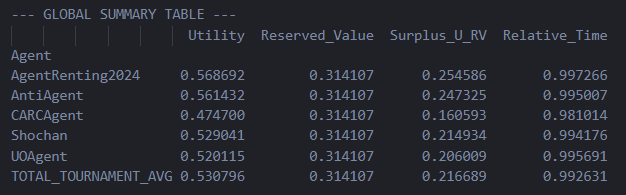 --- GLOBAL SUMMARY TABLE ---
Utility Reserved_Value Surplus_U_RV Relative_Time
Agent
AgentRenting2024 0.568692 0.314107 0.254586 0.997266
AntiAgent 0.561432 0.314107 0.247325 0.995007
CARCAgent 0.474700 0.314107 0.160593 0.981014
Shochan 0.529041 0.314107 0.214934 0.994176
UOAgent 0.520115 0.314107 0.206009 0.995691
TOTAL_TOURNAMENT_AVG 0.530796 0.314107 0.216689 0.992631